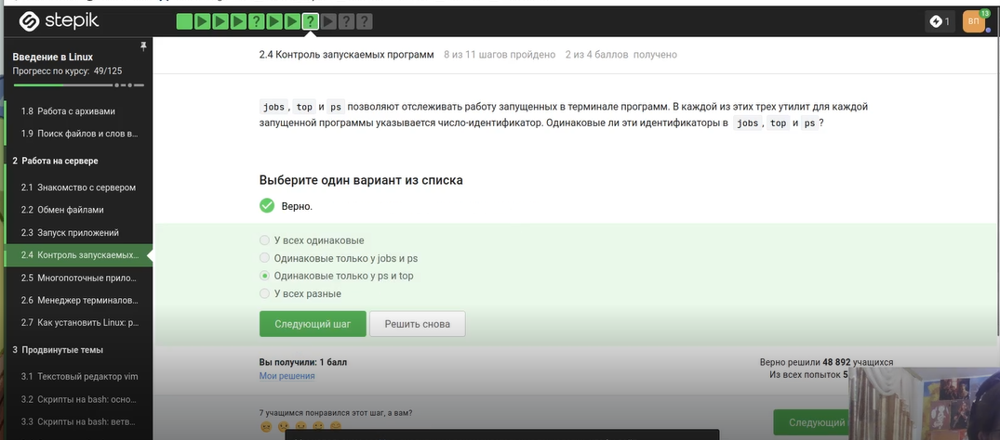 stepik
? ? ? ?
1
ВП
13
Введение в Linux
Прогресс по курсу: 49/125
1.8 Работа с архивами
1.9 Поиск файлов и слов в...
2 Работа на сервере
2.1 Знакомство с сервером
2.2 Обмен файлами
2.3 Запуск приложений
2.4 Контроль запускаемых...
2.5 Многопоточные прило...
2.6 Менеджер терминалов...
2.7 Как установить Linux: р...
3 Продвинутые темы
3.1 Текстовый редактор vim
3.2 Скрипты на bash: осно...
3.3 Скрипты на bash: ветв...
2.4 Контроль запускаемых программ 8 из 11 шагов пройдено 2 из 4 баллов получено
jobs , top и ps позволяют отслеживать работу запущенных в терминале программ. В каждой из этих трех утилит для каждой
запущенной программы указывается число-идентификатор. Одинаковые ли эти идентификаторы в jobs , top и ps ?
Выберите один вариант из списка
Верно.
У всех одинаковые
Одинаковые только у jobs и ps
Одинаковые только у ps и top
У всех разные
Следующий шаг Решить снова
Вы получили: 1 балл
Мои решения
Верно решили 48 892 учащихся
Из всех попыток 5
7 учащимся понравился этот шаг, а вам?
Следующий